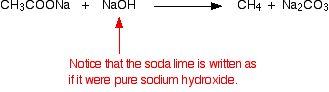 CH₃COONa + NaOH ⟶ CH₄ + Na₂CO₃
Notice that the soda lime is written as
if it were pure sodium hydroxide.